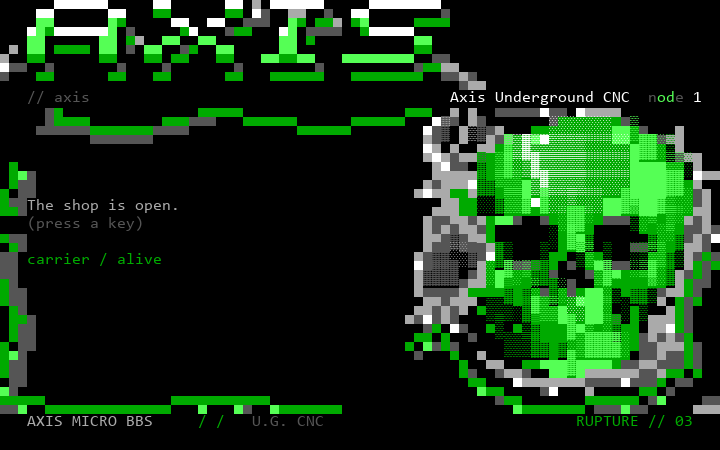 AXIS
// axis
Axis Underground CNC node 1
The shop is open.
(press a key)
carrier / alive
AXIS MICRO BBS / / U.G. CNC
RUPTURE // 03